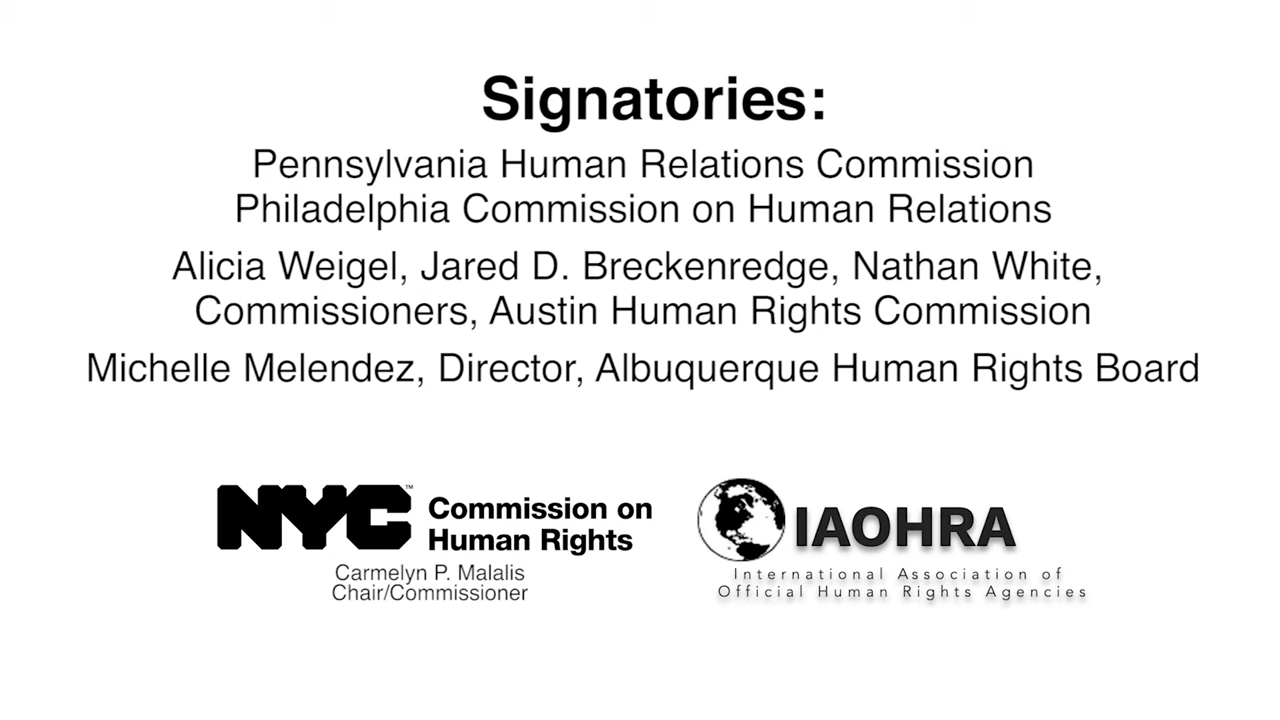 Signatories:
Pennsylvania Human Relations Commission
Philadelphia Commission on Human Relations
Alicia Weigel, Jared D. Breckenredge, Nathan White,
Commissioners, Austin Human Rights Commission
Michelle Melendez, Director, Albuquerque Human Rights Board
NYC™ Commission on
Human Rights
Carmelyn P. Malalis
Chair/Commissioner
IAOHRA
International Association of
Official Human Rights Agencies